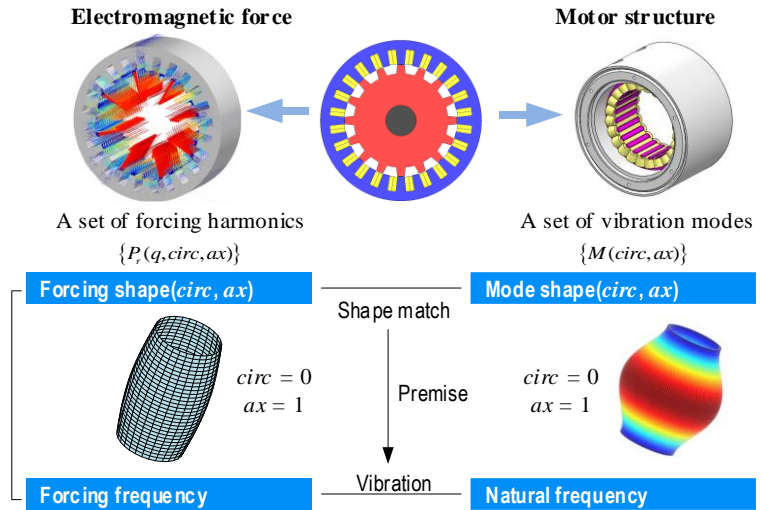 Electromagnetic force
Motor structure
A set of forcing harmonics
A set of vibration modes
{P_r(q,circ,ax)}
{M(circ,ax)}
Forcing shape(circ, ax)
Mode shape(circ, ax)
Shape match
circ = 0
ax = 1
Premise
circ = 0
ax = 1
Vibration
Forcing frequency
Natural frequency